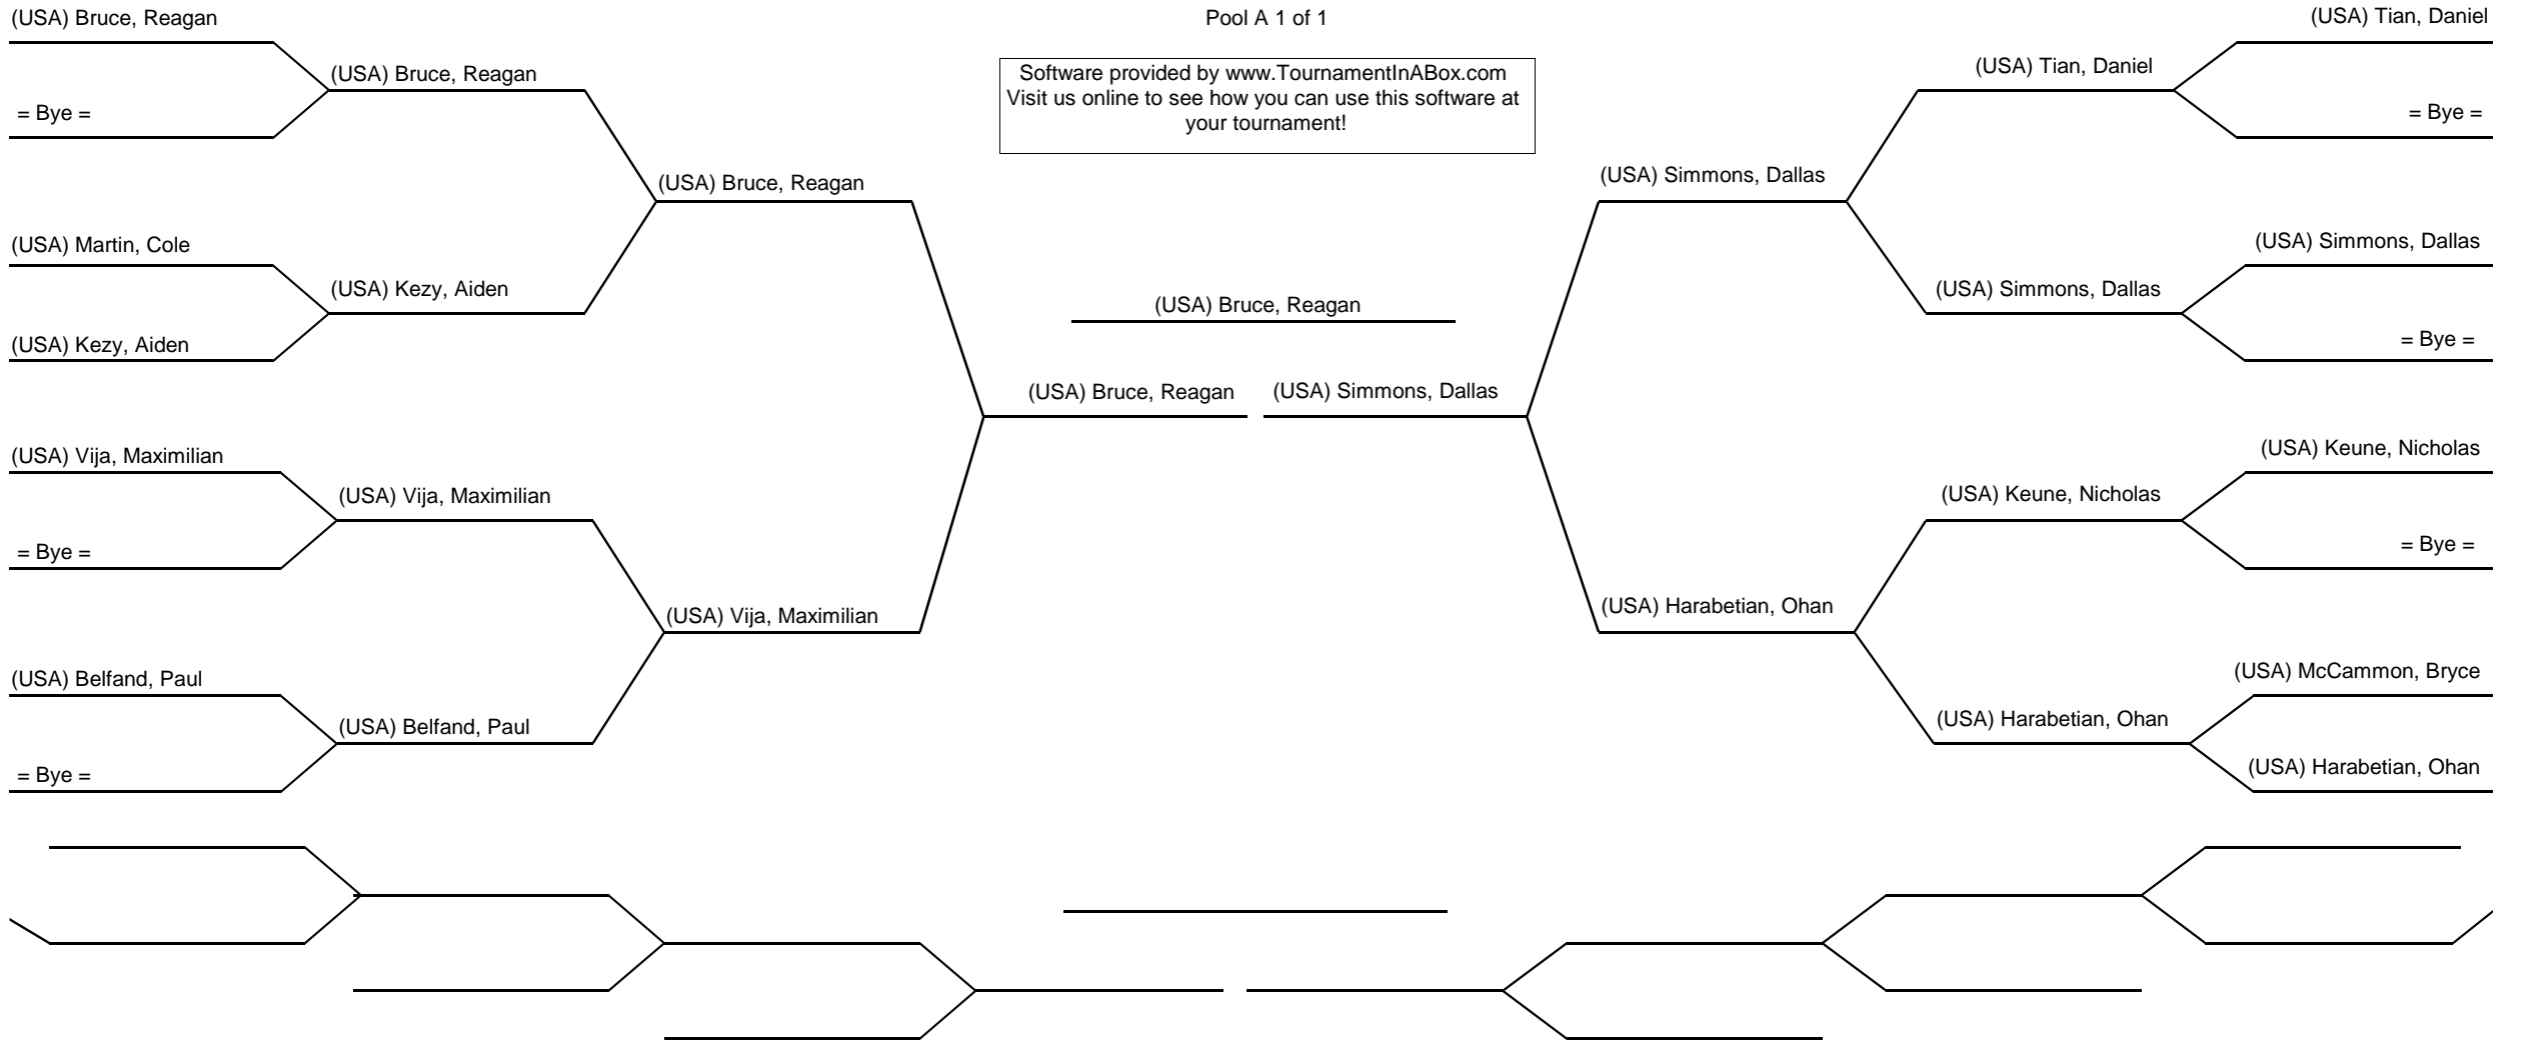 (USA) Bruce, Reagan
= Bye =
(USA) Martin, Cole
(USA) Kezy, Aiden
(USA) Vija, Maximilian
= Bye =
(USA) Belfand, Paul
= Bye =
(USA) Bruce, Reagan
(USA) Kezy, Aiden
(USA) Vija, Maximilian
(USA) Belfand, Paul
(USA) Bruce, Reagan
(USA) Vija, Maximilian
Pool A 1 of 1
Software provided by www.TournamentInABox.com
Visit us online to see how you can use this software at
your tournament!
(USA) Bruce, Reagan
(USA) Bruce, Reagan
(USA) Simmons, Dallas
(USA) Simmons, Dallas
(USA) Harabetian, Ohan
(USA) Tian, Daniel
(USA) Simmons, Dallas
(USA) Keune, Nicholas
(USA) Harabetian, Ohan
(USA) Tian, Daniel
= Bye =
(USA) Simmons, Dallas
= Bye =
(USA) Keune, Nicholas
= Bye =
(USA) McCammon, Bryce
(USA) Harabetian, Ohan